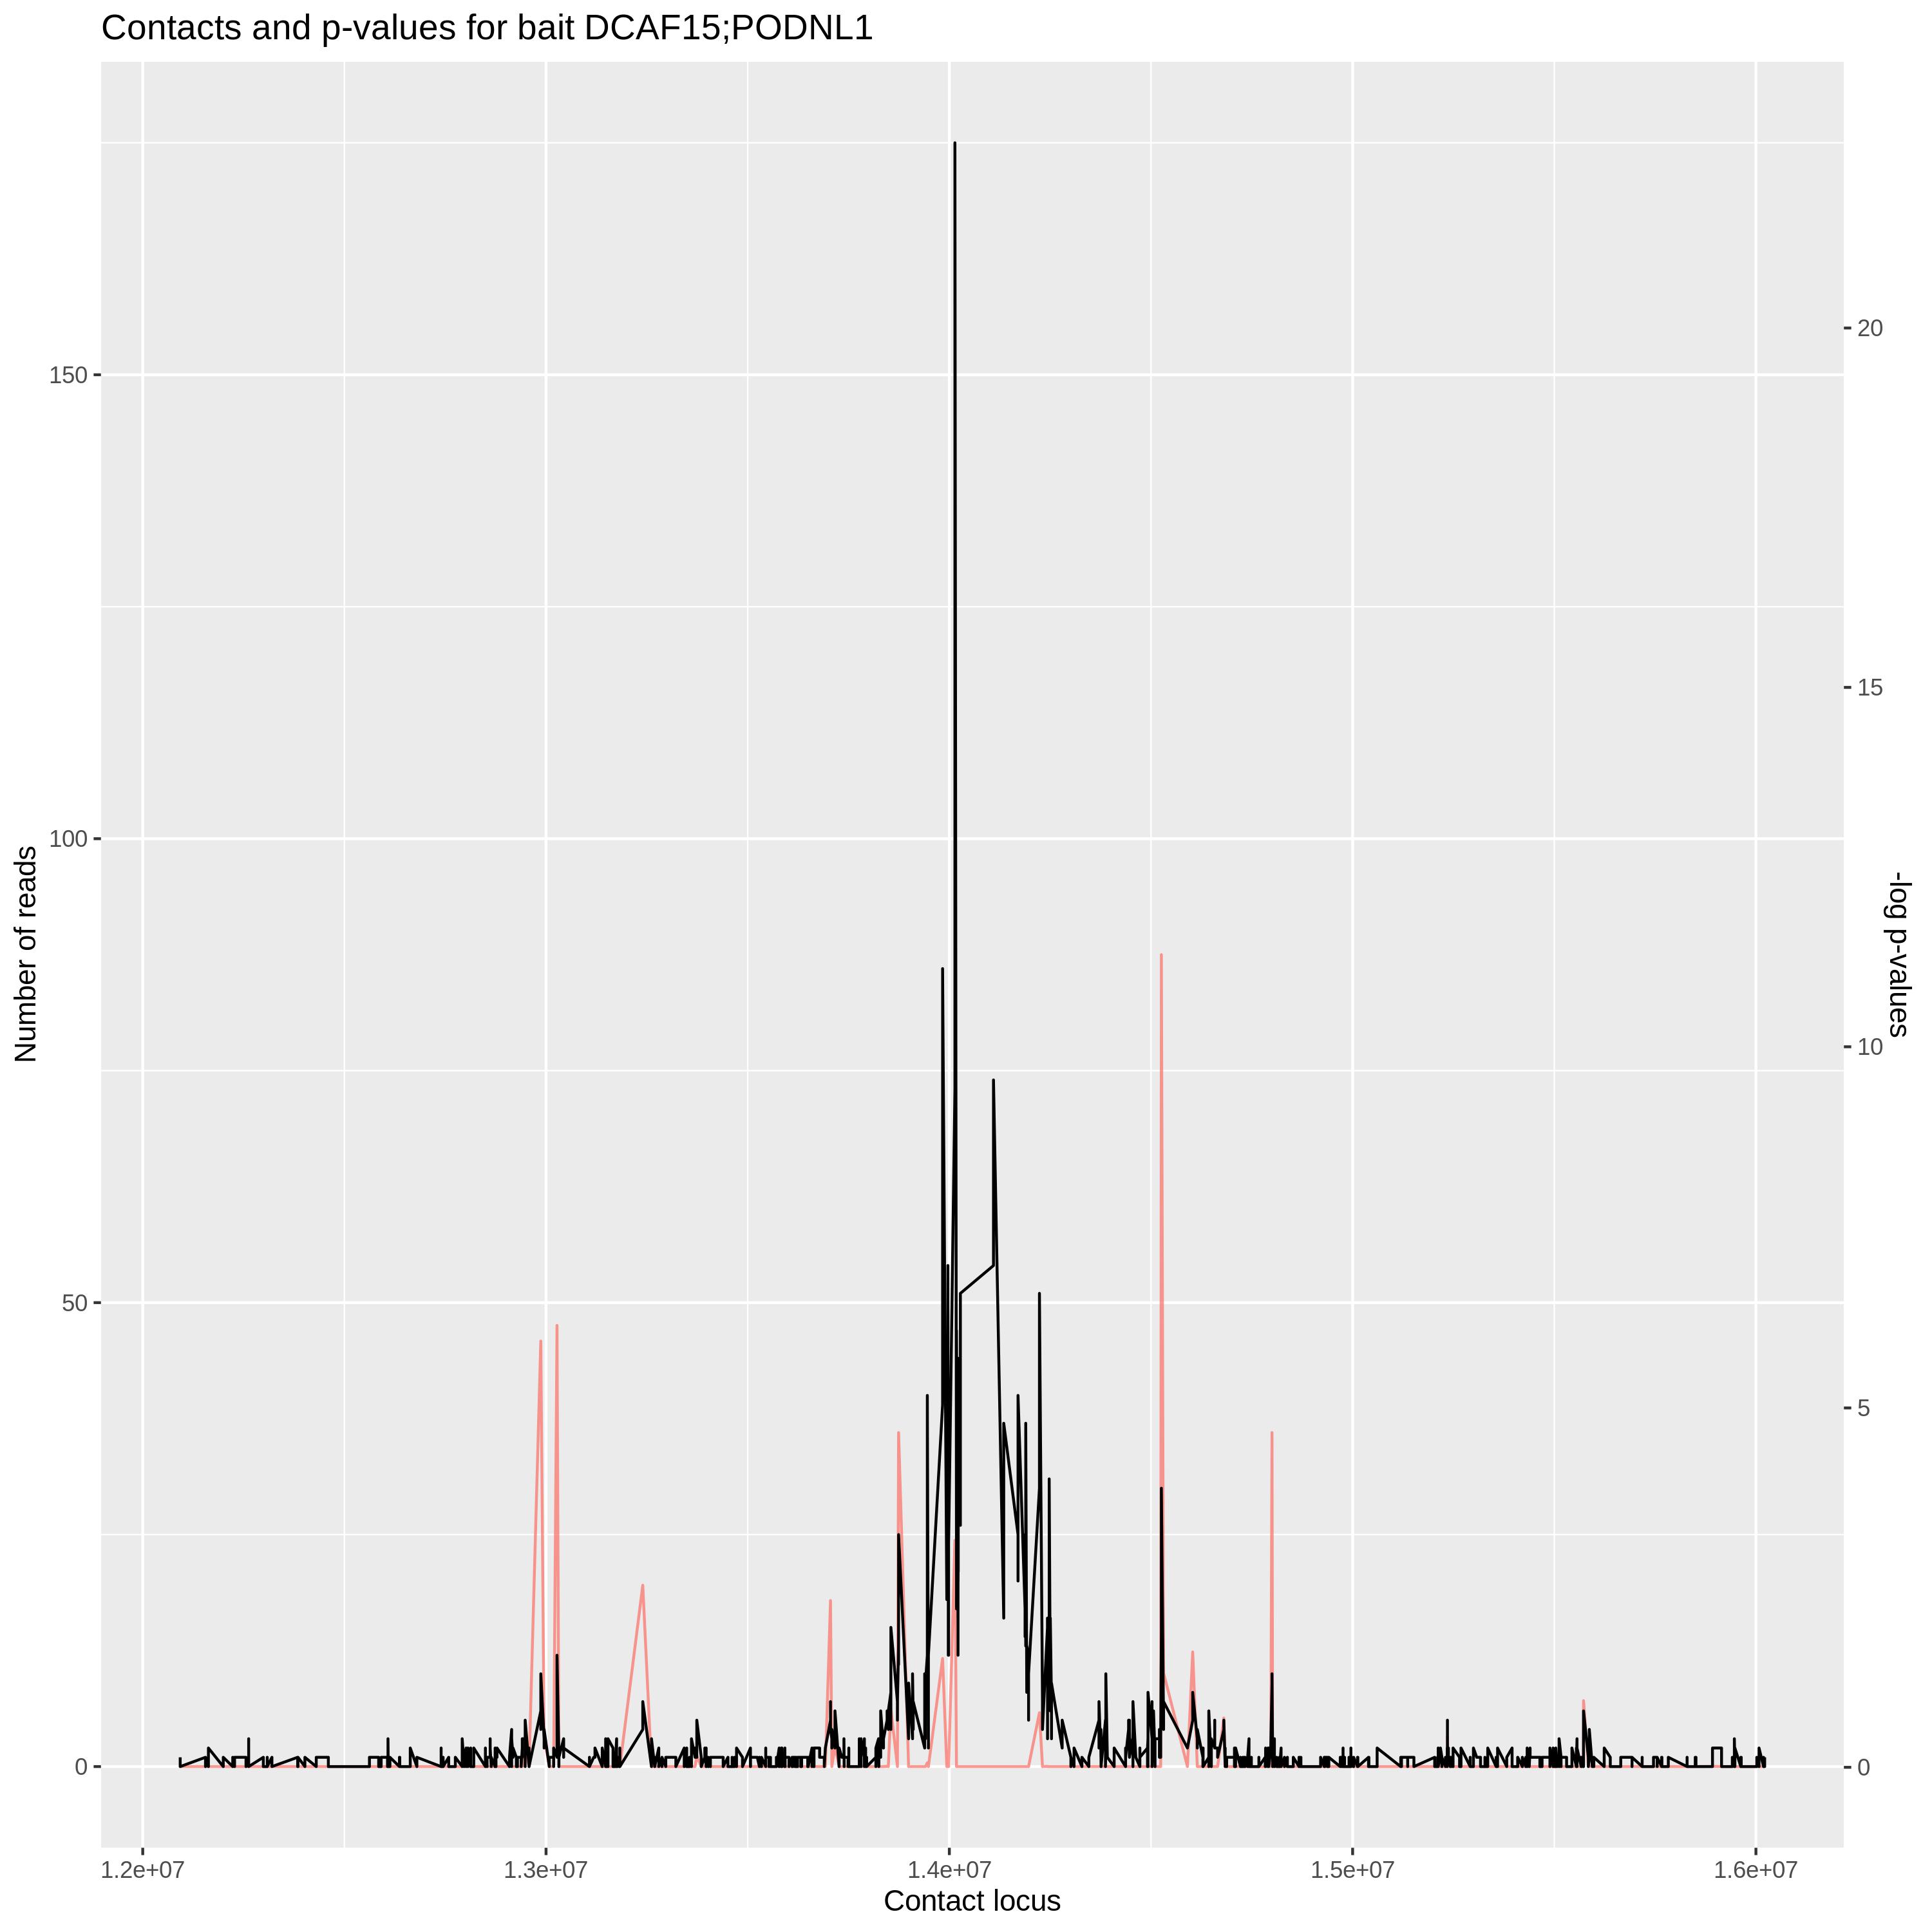 Contacts and p-values for bait DCAF15;PODNL1
150
100
50
0
Number of reads
20
15
10
5
0
-log p-values
1.2e+07
1.3e+07
1.4e+07
1.5e+07
1.6e+07
Contact locus